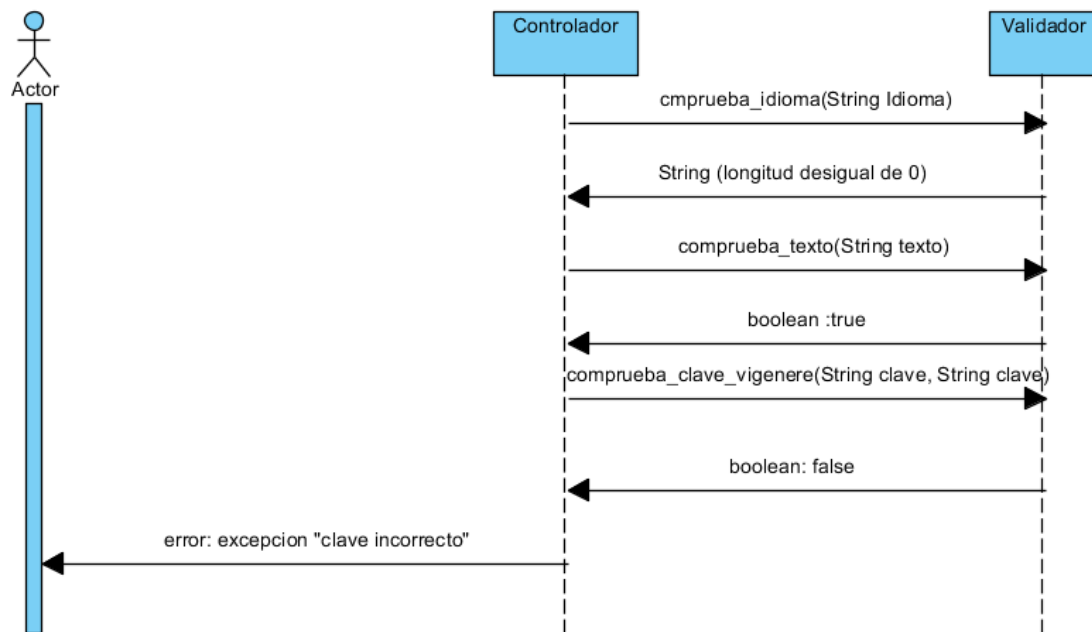 Actor
Controlador
Validador
cmprueba_idioma(String Idioma)
String (longitud desigual de 0)
comprueba_texto(String texto)
boolean :true
comprueba_clave_vigenere(String clave, String clave)
boolean: false
error: excepcion "clave incorrecto"